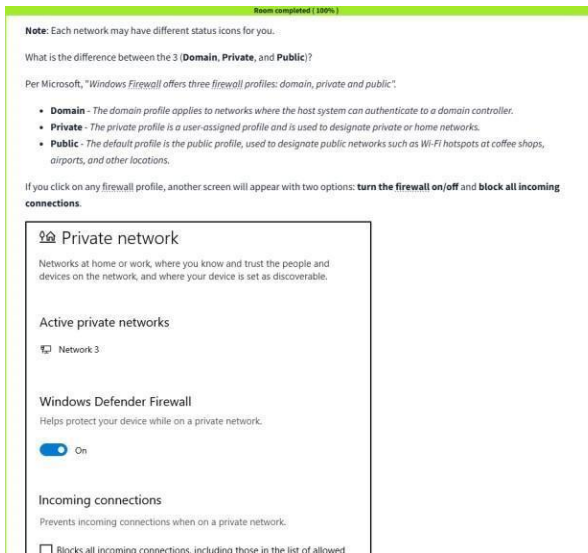 Room completed ( 100% )
Note: Each network may have different status icons for you.
What is the difference between the 3 (Domain, Private, and Public)?
Per Microsoft, "Windows Firewall offers three firewall profiles: domain, private and public".
• Domain - The domain profile applies to networks where the host system can authenticate to a domain controller.
• Private - The private profile is a user-assigned profile and is used to designate private or home networks.
• Public - The default profile is the public profile, used to designate public networks such as Wi-Fi hotspots at coffee shops,
airports, and other locations.
If you click on any firewall profile, another screen will appear with two options: turn the firewall on/off and block all incoming
connections.
Private network
Networks at home or work, where you know and trust the people and
devices on the network, and where your device is set as discoverable.
Active private networks
Network 3
Windows Defender Firewall
Helps protect your device while on a private network.
On
Incoming connections
Prevents incoming connections when on a private network.
Blocks all incoming connections, including those in the list of allowed